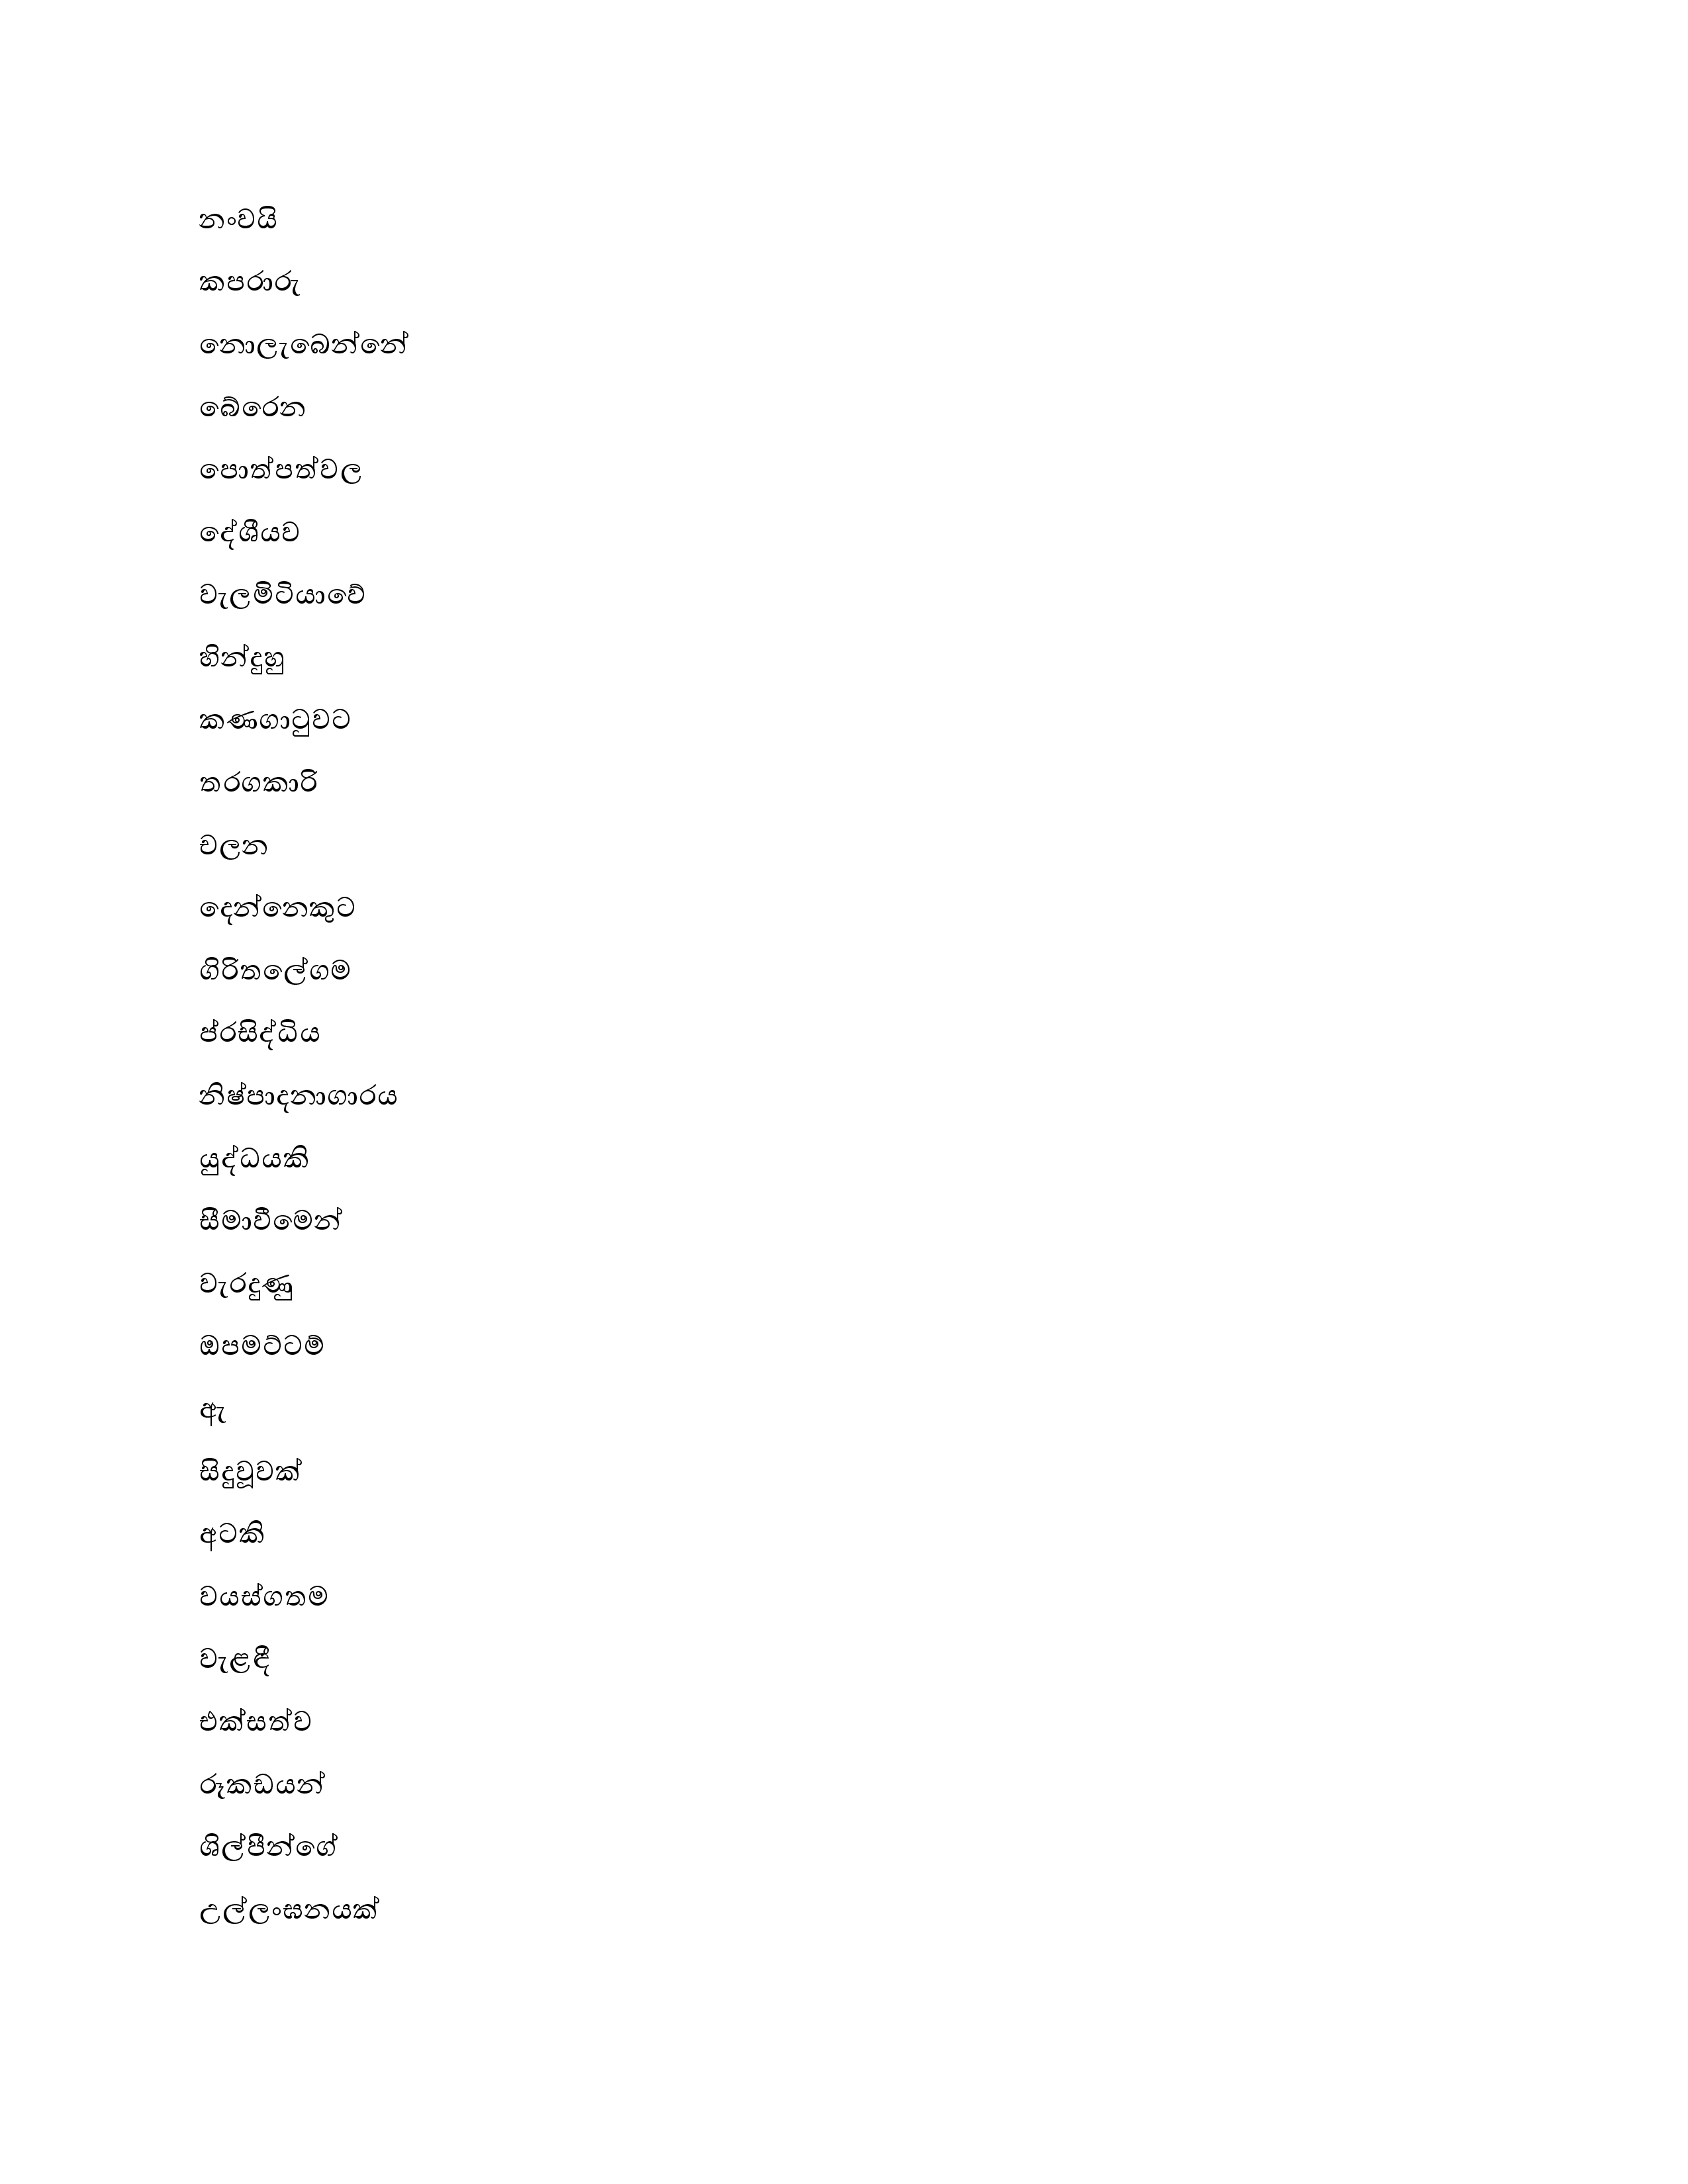 නංවයි
කපරාරු
නොලැබෙන්නේ
බේරෙන
පොත්පත්වල
දේශීයව
වැලමිටියාවේ
හින්දුහු
කණගාටුවට
තරගකාරි
චලන
දෙන්නෙකුට
ගිරිතලේගම
ප්රසිද්ධිය
නිෂ්පාදනාගාරය
යුද්ධයකි
සීමාවීමෙන්
වැරදුණු
ඔපමට්ටම්
ඇ
සිදුවූවක්
අටකි
වයස්ගතම
වැළඳී
එක්සත්ව
රූකඩයන්
ශිල්පීන්ගේ
උල්ලංඝනයක්